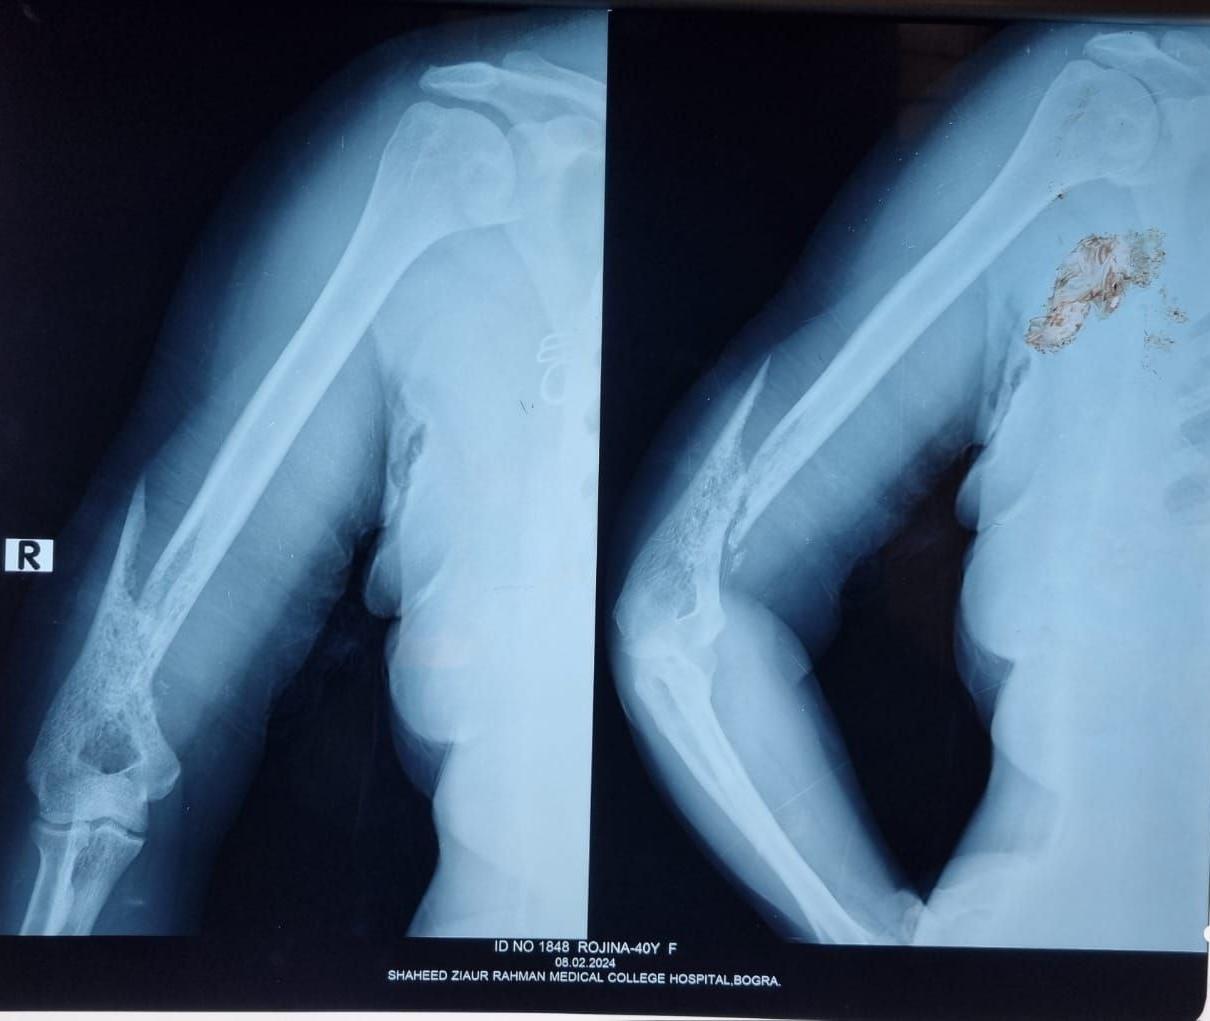 R
ID NO 1848 ROJINA-40Y F
08.02.2024
SHAHEED ZIAUR RAHMAN MEDICAL COLLEGE HOSPITAL,BOGRA.